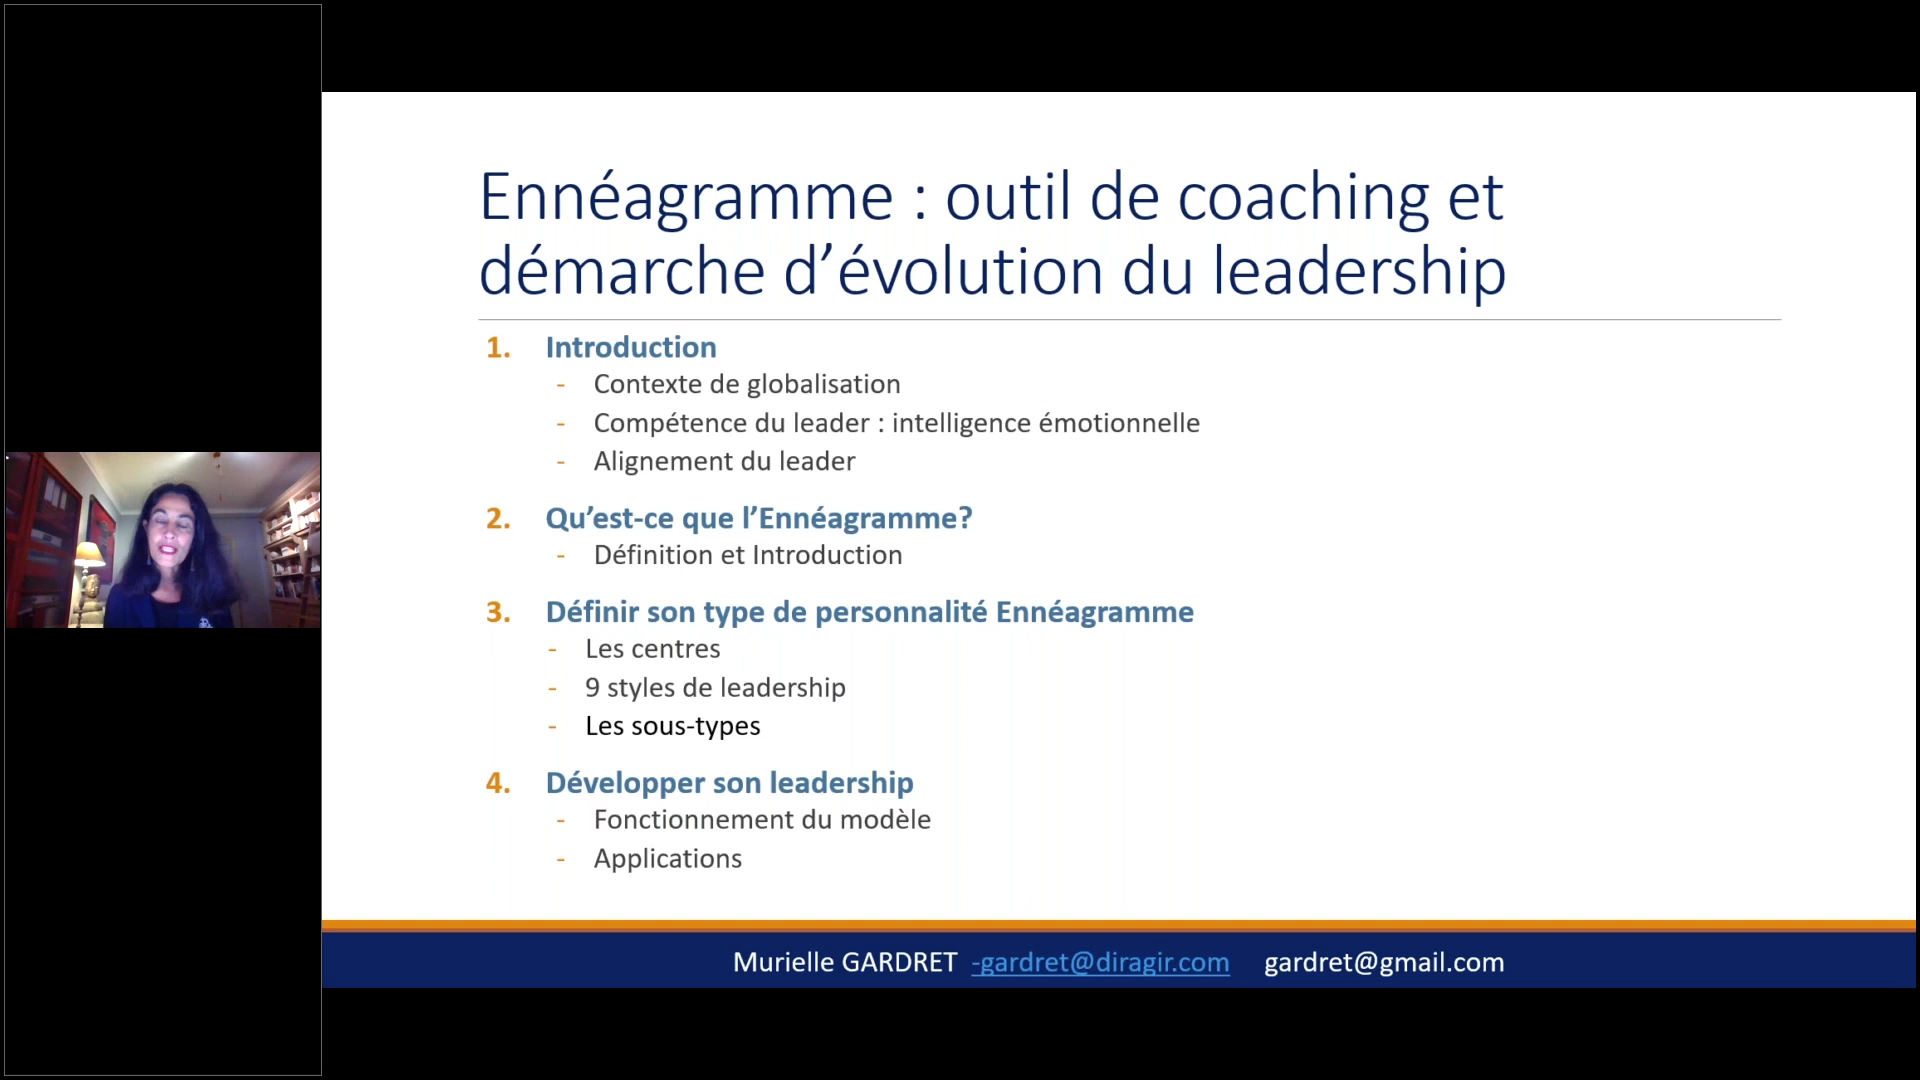 Ennéagramme : outil de coaching et
démarche d’évolution du leadership
1. Introduction
- Contexte de globalisation
- Compétence du leader : intelligence émotionnelle
- Alignement du leader
2. Qu’est-ce que l’Ennéagramme?
- Définition et Introduction
3. Définir son type de personnalité Ennéagramme
- Les centres
- 9 styles de leadership
- Les sous-types
4. Développer son leadership
- Fonctionnement du modèle
- Applications
Murielle GARDRET -gardret@diragir.com gardret@gmail.com